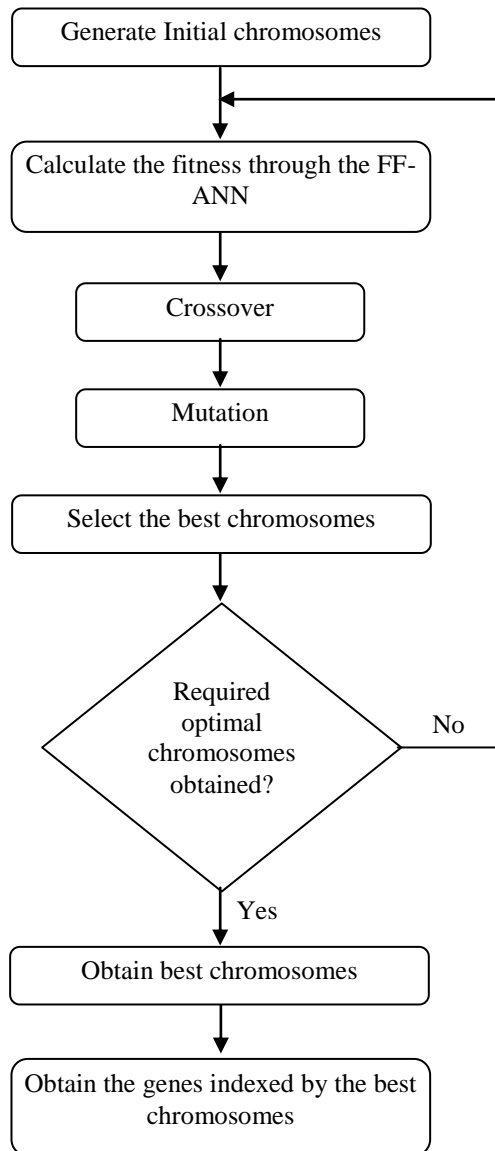 Generate Initial chromosomes
Calculate the fitness through the FF-
ANN
Crossover
Mutation
Select the best chromosomes
Required
optimal
chromosomes
obtained?
No
Yes
Obtain best chromosomes
Obtain the genes indexed by the best
chromosomes